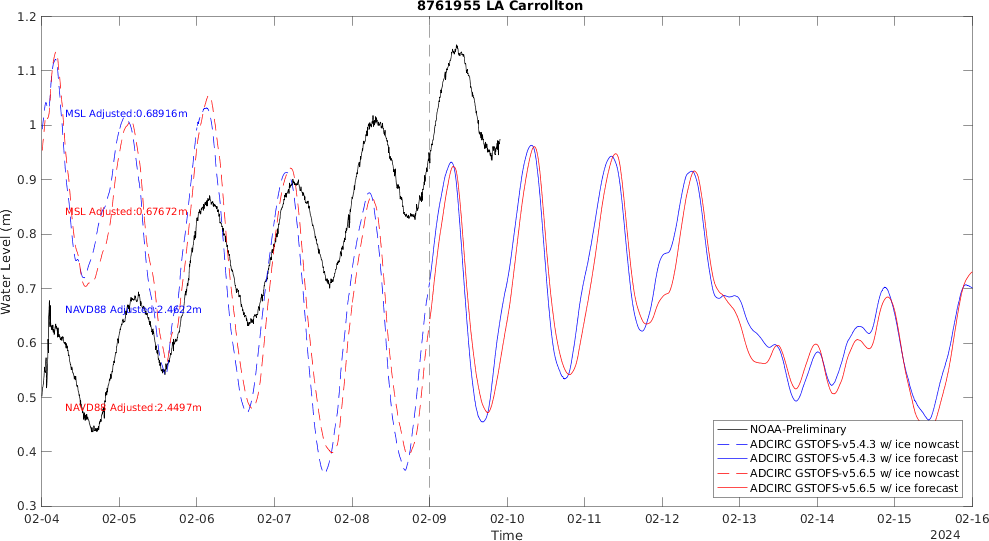 8761955 LA Carrollton
Water Level (m)
1.2
1.1
1
0.9
0.8
0.7
0.6
0.5
0.4
0.3
MSL Adjusted:0.68916m
MSL Adjusted:0.67672m
NAVD88 Adjusted:2.4622m
NAVD88 Adjusted:2.4497m
NOAA-Preliminary
ADCIRC GSTOFS-v5.4.3 w/ ice nowcast
ADCIRC GSTOFS-v5.4.3 w/ ice forecast
ADCIRC GSTOFS-v5.6.5 w/ ice nowcast
ADCIRC GSTOFS-v5.6.5 w/ ice forecast
02-04 02-05 02-06 02-07 02-08 02-09 02-10 02-11 02-12 02-13 02-14 02-15 02-16
Time
2024